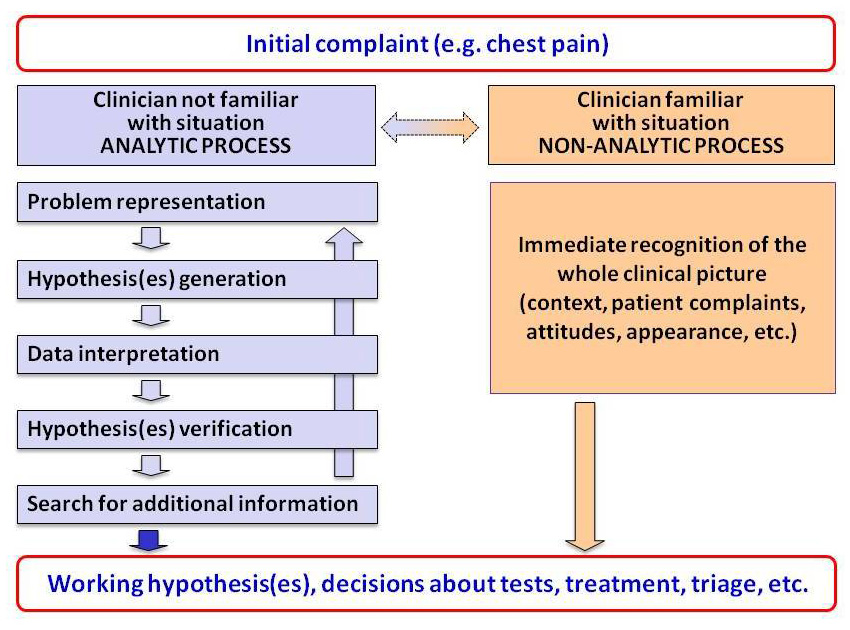 Initial complaint (e.g. chest pain)
Clinician not familiar
with situation
ANALYTIC PROCESS
Clinician familiar
with situation
NON-ANALYTIC PROCESS
Problem representation
Hypothesis(es) generation
Data interpretation
Hypothesis(es) verification
Search for additional information
Immediate recognition of the
whole clinical picture
(context, patient complaints,
attitudes, appearance, etc.)
Working hypothesis(es), decisions about tests, treatment, triage, etc.